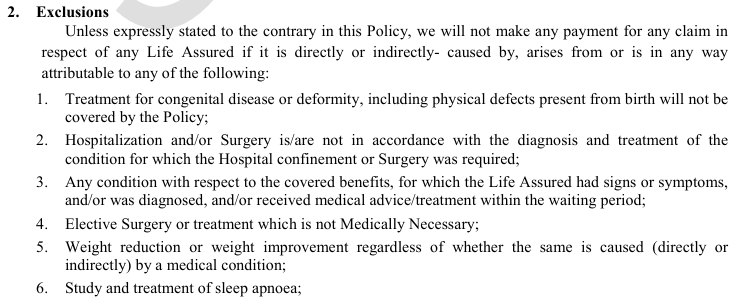 2. Exclusions
Unless expressly stated to the contrary in this Policy, we will not make any payment for any claim in
respect of any Life Assured if it is directly or indirectly- caused by, arises from or is in any way
attributable to any of the following:
1. Treatment for congenital disease or deformity, including physical defects present from birth will not be
covered by the Policy;
2. Hospitalization and/or Surgery is/are not in accordance with the diagnosis and treatment of the
condition for which the Hospital confinement or Surgery was required;
3. Any condition with respect to the covered benefits, for which the Life Assured had signs or symptoms,
and/or was diagnosed, and/or received medical advice/treatment within the waiting period;
4. Elective Surgery or treatment which is not Medically Necessary;
5. Weight reduction or weight improvement regardless of whether the same is caused (directly or
indirectly) by a medical condition;
6. Study and treatment of sleep apnoea;